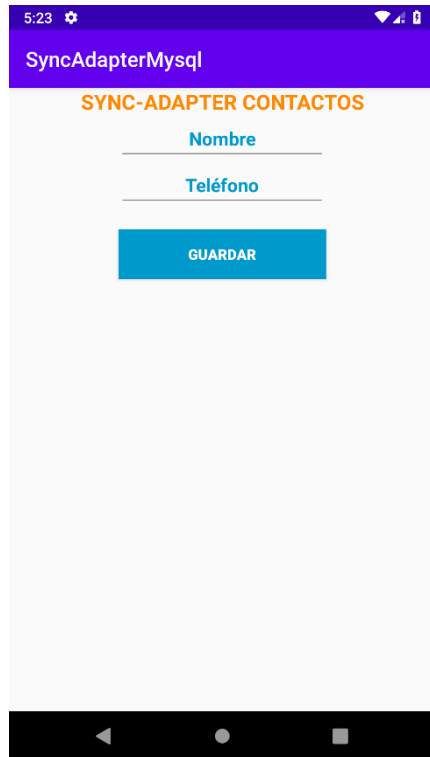 5:23
SyncAdapterMysql
SYNC-ADAPTER CONTACTOS
Nombre
Teléfono
GUARDAR